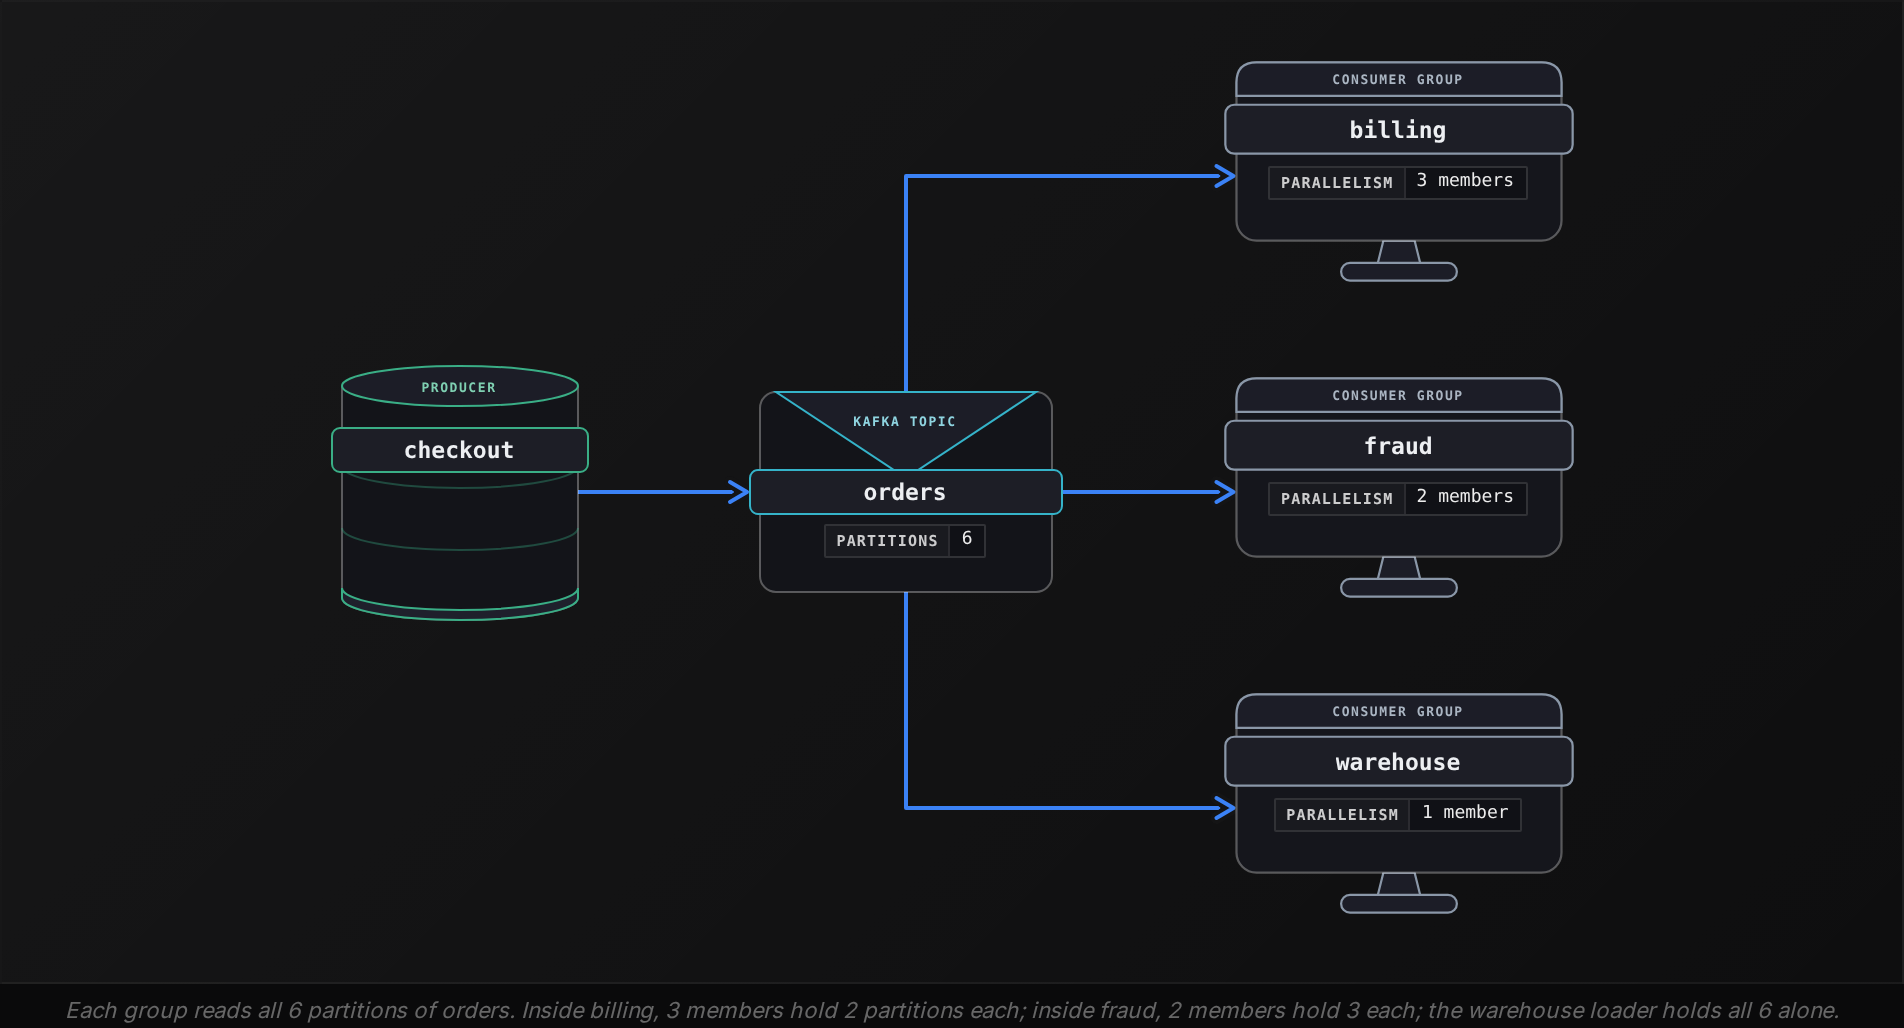 PRODUCER
checkout
KAFKA TOPIC
orders
PARTITIONS 6
CONSUMER GROUP
billing
PARALLELISM 3 members
CONSUMER GROUP
fraud
PARALLELISM 2 members
CONSUMER GROUP
warehouse
PARALLELISM 1 member
Each group reads all 6 partitions of orders. Inside billing, 3 members hold 2 partitions each; inside fraud, 2 members hold 3 each; the warehouse loader holds all 6 alone.